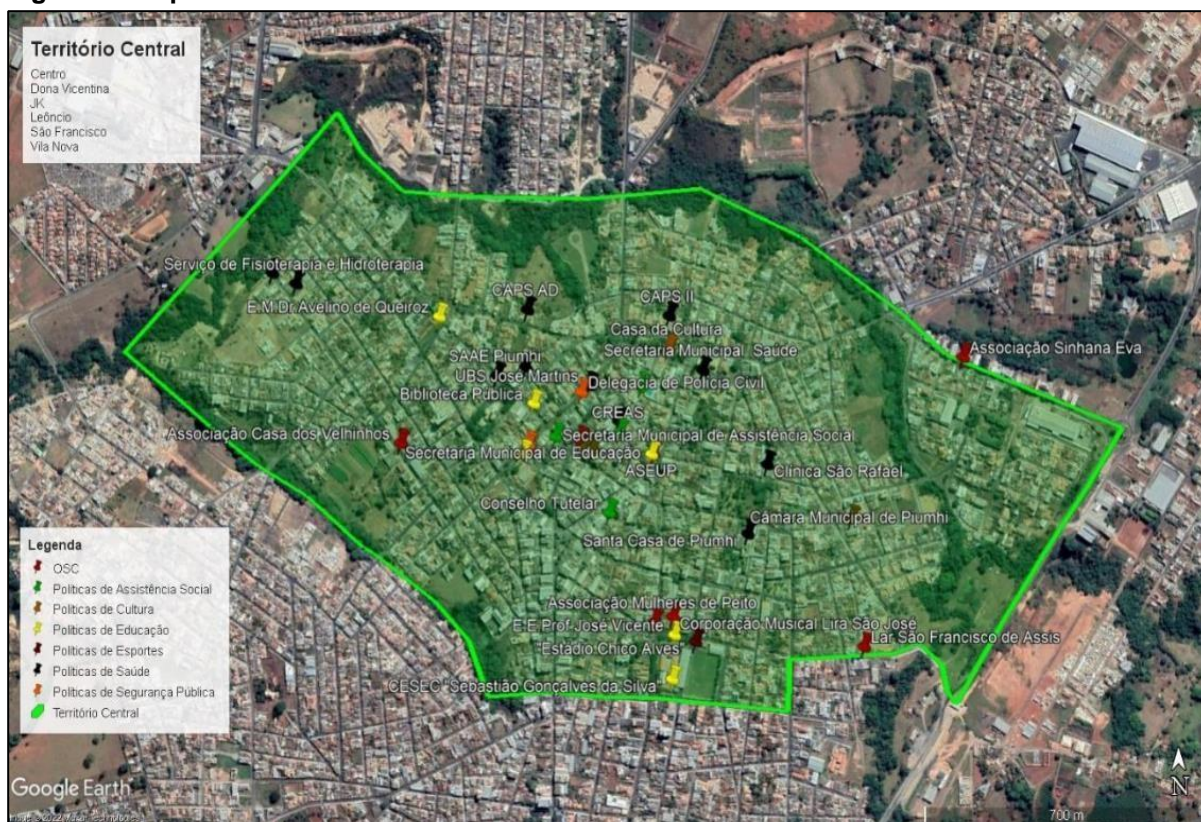 Território Central
Centro
Dona Vicentina
JK
Leôncio
São Francisco
Vila Nova
Serviço de Fisioterapia e Hidroterapia
E.M.Dr Avelino de Queiroz
CAPS AD
CAPS II
Casa da Cultura
Secretaria Municipal Saúde
Associação Sinhana Eva
SAAE Piumhi
UBS José Martins
Delegacia de Polícia Civil
Biblioteca Pública
CREAS
Associação Casa dos Velhinhos
Secretaria Municipal de Assistência Social
Secretaria Municipal de Educação
ASEUP
Clínica São Rafael
Conselho Tutelar
Câmara Municipal de Piumhi
Santa Casa de Piumhi
Associação Mulheres de Peito
E.E.Prof José Vicente
Corporação Musical Lira São José
Estádio Chico Alves
Lar São Francisco de Assis
CESEC "Sebastião Gonçalves da Silva"
Legenda
OSC
Políticas de Assistência Social
Políticas de Cultura
Políticas de Educação
Políticas de Esportes
Políticas de Saúde
Políticas de Segurança Pública
Território Central
Google Earth
N
700 m